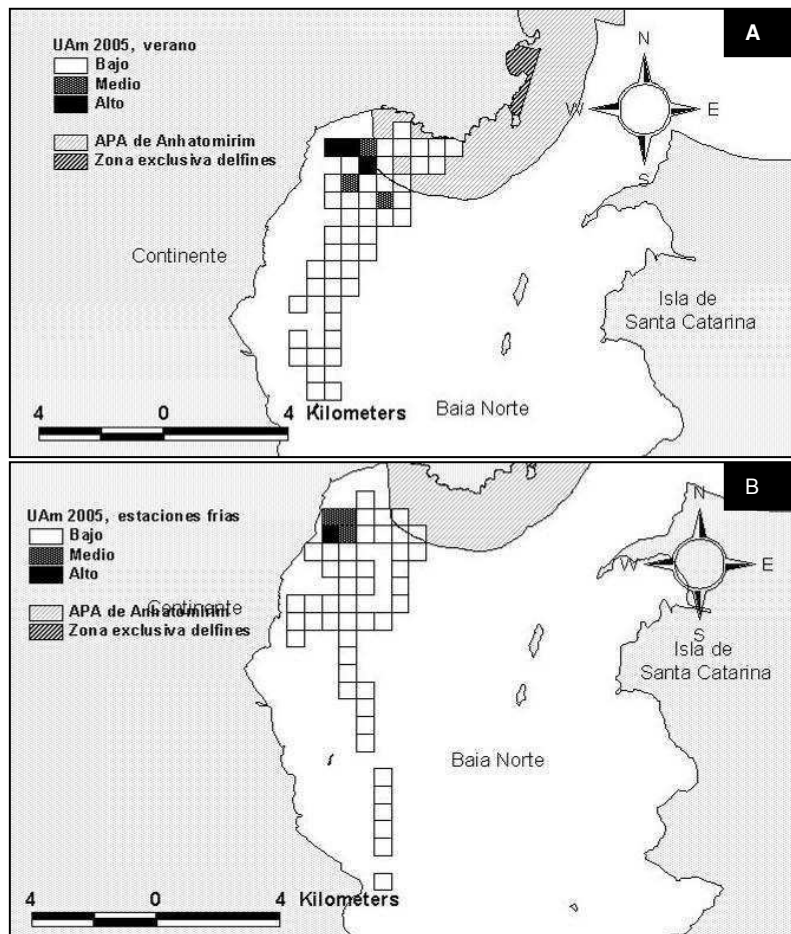 A
UAm 2005, verano
Bajo
Medio
Alto
APA de Anhatomirim
Zona exclusiva delfines
N
W E
S
Continente
Isla de
Santa Catarina
Baia Norte
4 0 4 Kilometers
B
UAm 2005, estaciones frias
Bajo
Medio
Alto
APA de Anhatomirim
Continente
Zona exclusiva delfines
N
W E
S
Isla de
Santa Catarina
Baia Norte
4 0 4 Kilometers